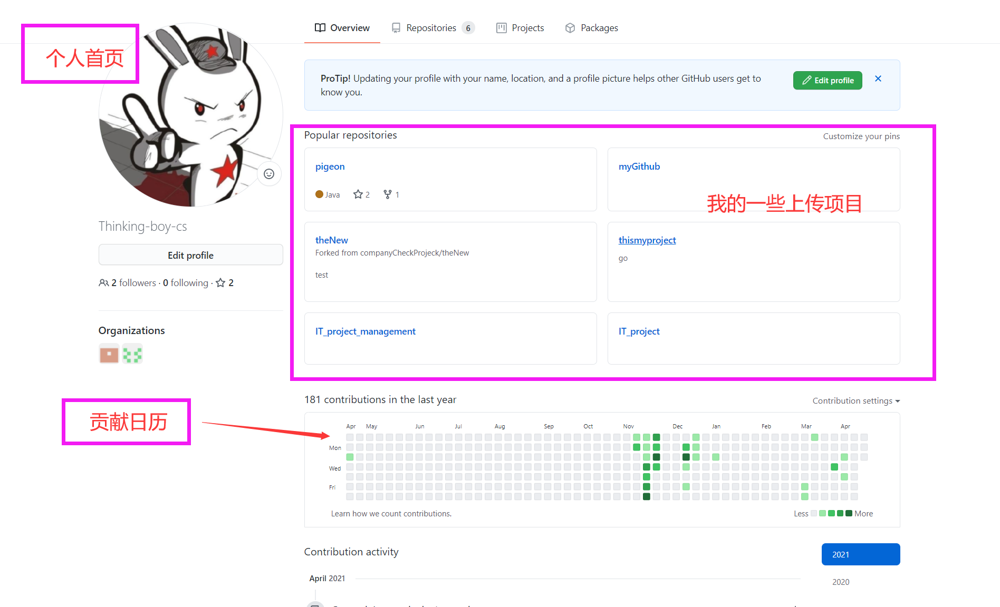 个人首页
Overview
Repositories 6
Projects
Packages
ProTip! Updating your profile with your name, location, and a profile picture helps other GitHub users get to
know you.
Edit profile
Popular repositories
Customize your pins
pigeon
Java 2 1
myGithub
我的一些上传项目
theNew
Forked from companyCheckProjeck/theNew
test
thismyproject
go
IT_project_management
IT_project
Thinking-boy-cs
Edit profile
2 followers · 0 following · 2
Organizations
贡献日历
181 contributions in the last year
Contribution settings
Apr May Jun Jul Aug Sep Oct Nov Dec Jan Feb Mar Apr
Mon
Wed
Fri
Learn how we count contributions.
Less More
Contribution activity
2021
2020
April 2021